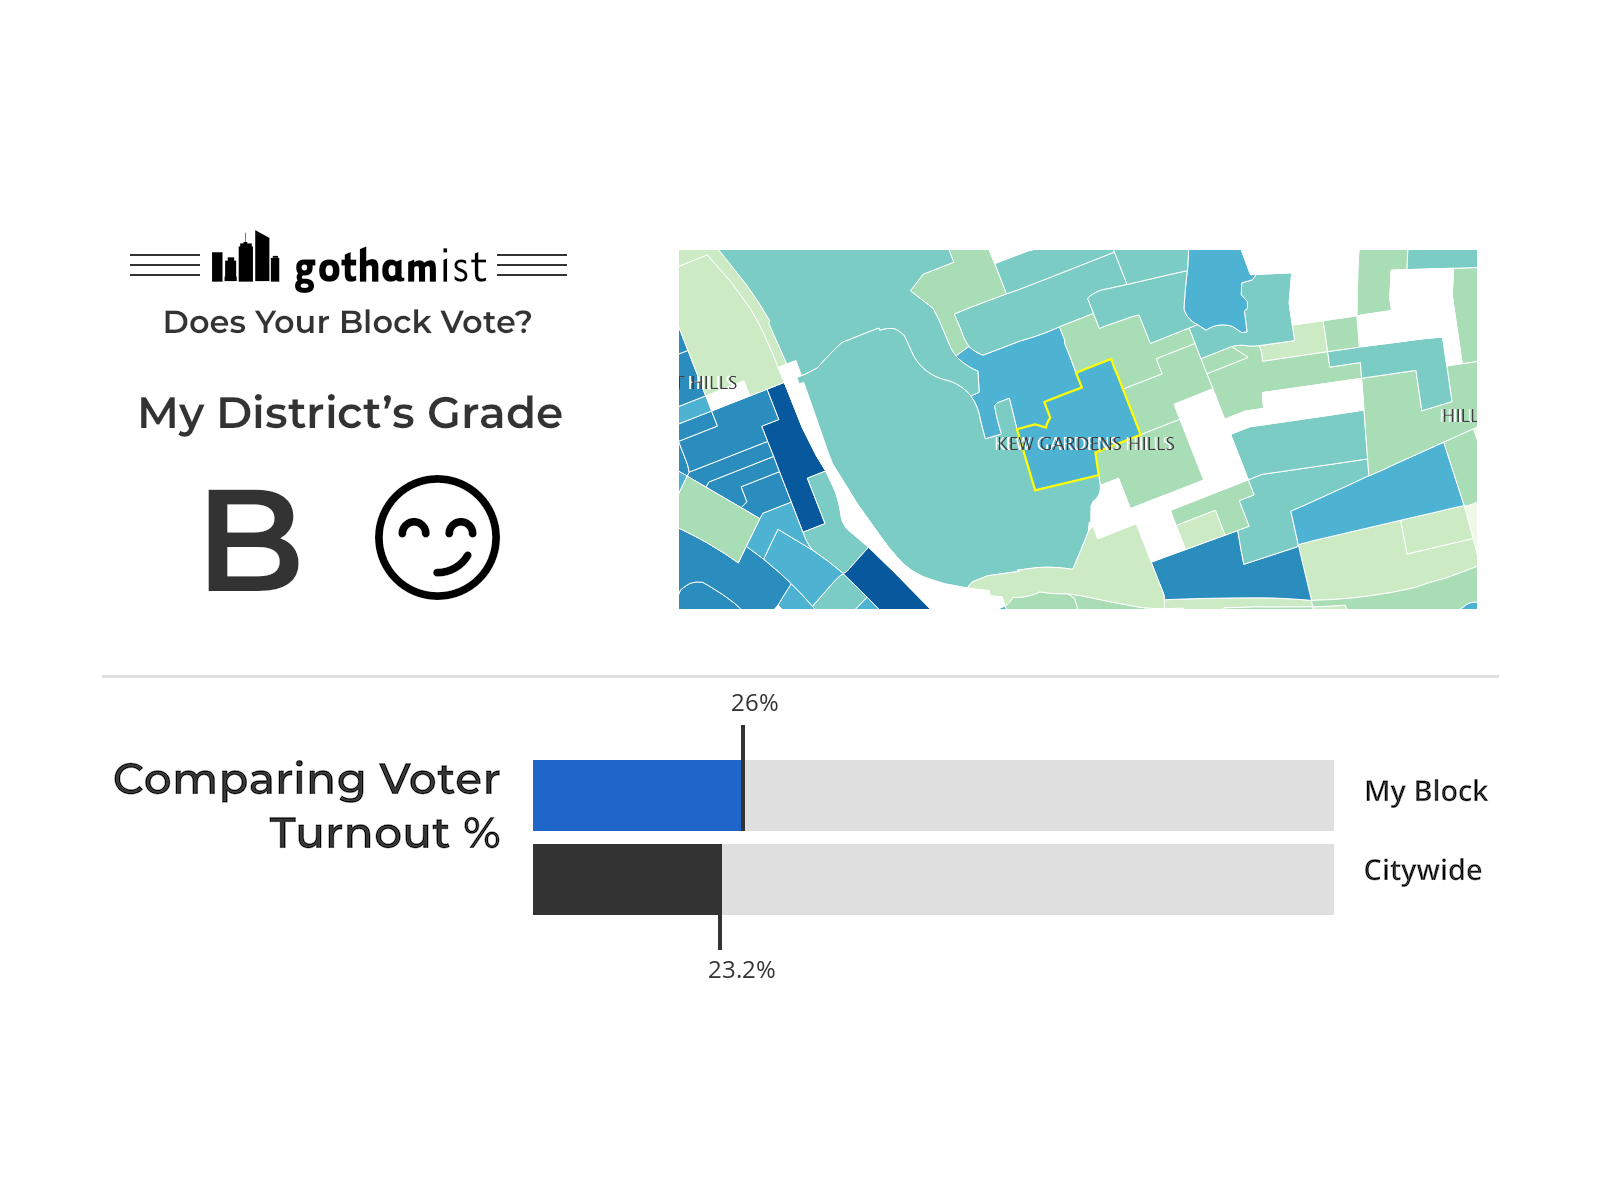 gothamist
Does Your Block Vote?
My District's Grade
B
T HILLS
KEW GARDENS HILLS
HILL
26%
Comparing Voter
Turnout %
My Block
Citywide
23.2%